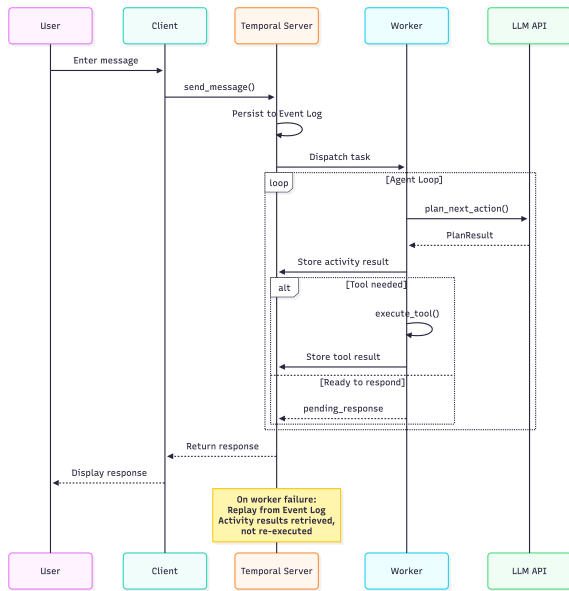 User
Client
Temporal Server
Worker
LLM API
Enter message
send_message()
Persist to Event Log
Dispatch task
loop
[Agent Loop]
plan_next_action()
PlanResult
Store activity result
alt
[Tool needed]
execute_tool()
Store tool result
[Ready to respond]
pending_response
Return response
Display response
On worker failure:
Replay from Event Log
Activity results retrieved,
not re-executed
User
Client
Temporal Server
Worker
LLM API